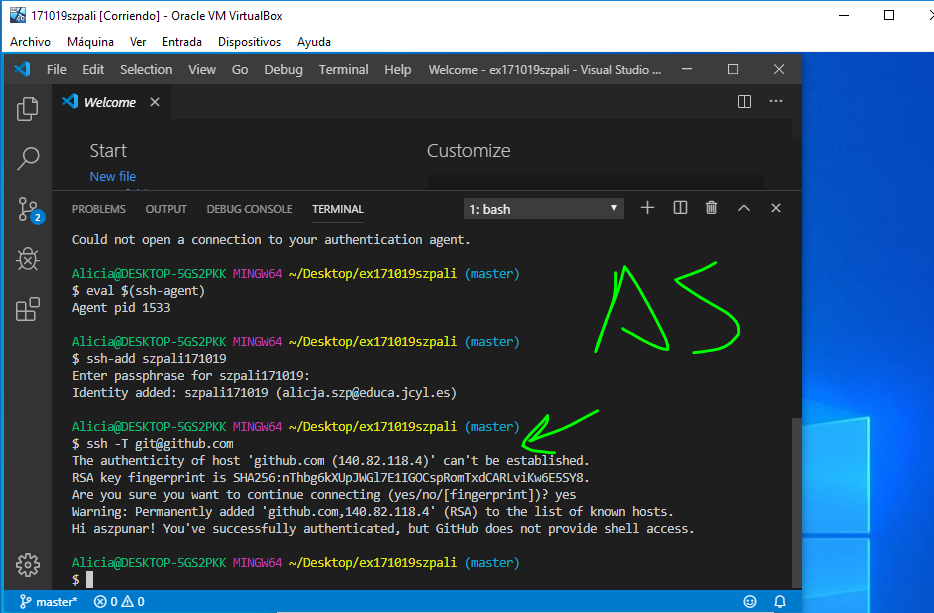 171019szpali [Corriendo] - Oracle VM VirtualBox
Archivo Máquina Ver Entrada Dispositivos Ayuda
File Edit Selection View Go Debug Terminal Help Welcome - ex171019szpali - Visual Studio ...
Welcome
Start Customize
New file
2
PROBLEMS OUTPUT DEBUG CONSOLE TERMINAL 1: bash
Could not open a connection to your authentication agent.
Alicia@DESKTOP-5GS2PKK MINGW64 ~/Desktop/ex171019szpali (master)
$ eval $(ssh-agent)
Agent pid 1533
Alicia@DESKTOP-5GS2PKK MINGW64 ~/Desktop/ex171019szpali (master)
$ ssh-add szpali171019
Enter passphrase for szpali171019:
Identity added: szpali171019 (alicja.szp@educa.jcyl.es)
AS
Alicia@DESKTOP-5GS2PKK MINGW64 ~/Desktop/ex171019szpali (master)
$ ssh -T git@github.com
The authenticity of host 'github.com (140.82.118.4)' can't be established.
RSA key fingerprint is SHA256:nThbg6kXUpJWGl7E1IGOCspRomTxdCARLviKw6E5SY8.
Are you sure you want to continue connecting (yes/no/[fingerprint])? yes
Warning: Permanently added 'github.com,140.82.118.4' (RSA) to the list of known hosts.
Hi aszpunar! You've successfully authenticated, but GitHub does not provide shell access.
Alicia@DESKTOP-5GS2PKK MINGW64 ~/Desktop/ex171019szpali (master)
$
master* 0 0